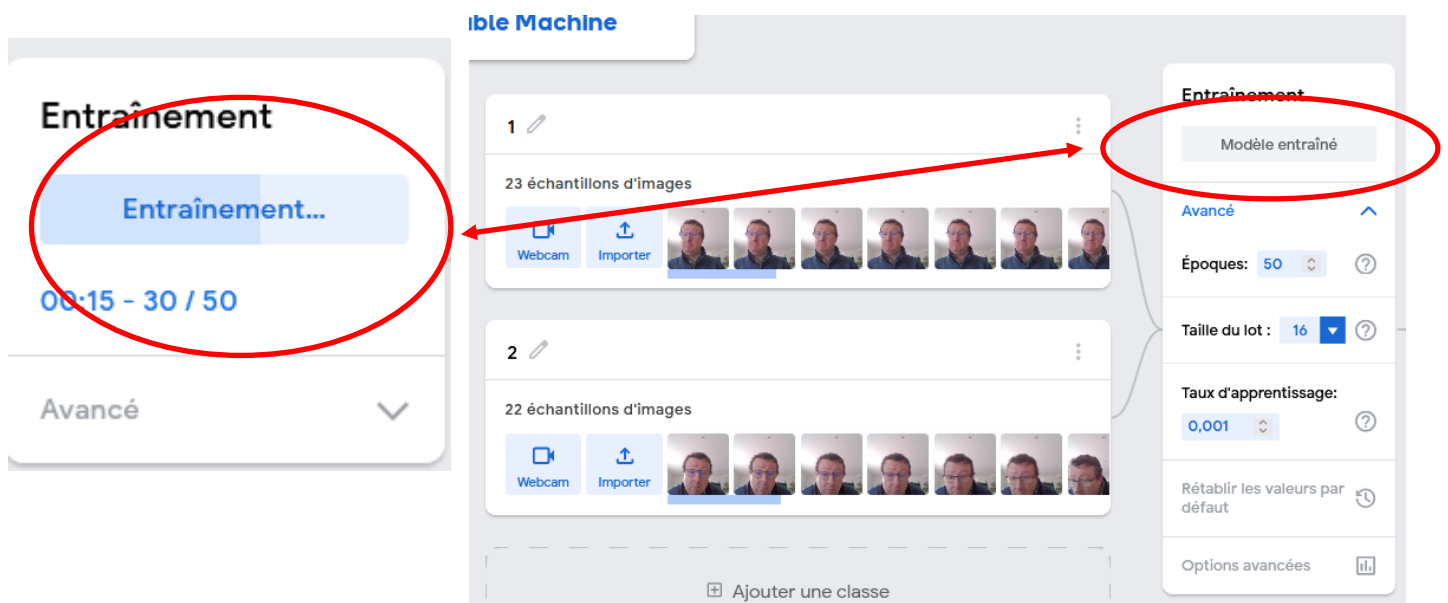 Entraînement
Entraînement...
00:15 - 30 / 50
Avancé
Machine
1
23 échantillons d'images
Webcam
Importer
2
22 échantillons d'images
Webcam
Importer
Ajouter une classe
Entraînement
Modèle entraîné
Avancé
Époques: 50
Taille du lot : 16
Taux d'apprentissage:
0,001
Rétablir les valeurs par
défaut
Options avancées